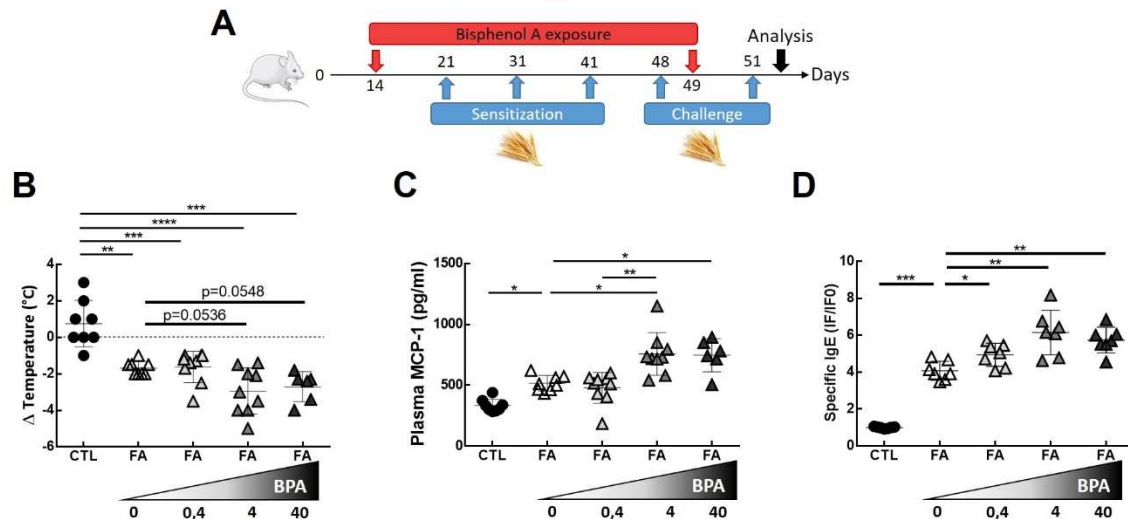 A
Bisphenol A exposure
Analysis
21 31 41 48 51
0 Days
14 49
Sensitization Challenge
B
***
****
***
**
p=0.0548
p=0.0536
Δ Temperature (°C)
4
2
0
-2
-4
-6
CTL FA FA FA FA
BPA
0 0,4 4 40
C
*
**
* *
Plasma MCP-1 (pg/ml)
1500
1000
500
0
CTL FA FA FA FA
BPA
0 0,4 4 40
D
**
**
*** *
Specific IgE (IF/IF0)
10
8
6
4
2
0
CTL FA FA FA FA
BPA
0 0,4 4 40